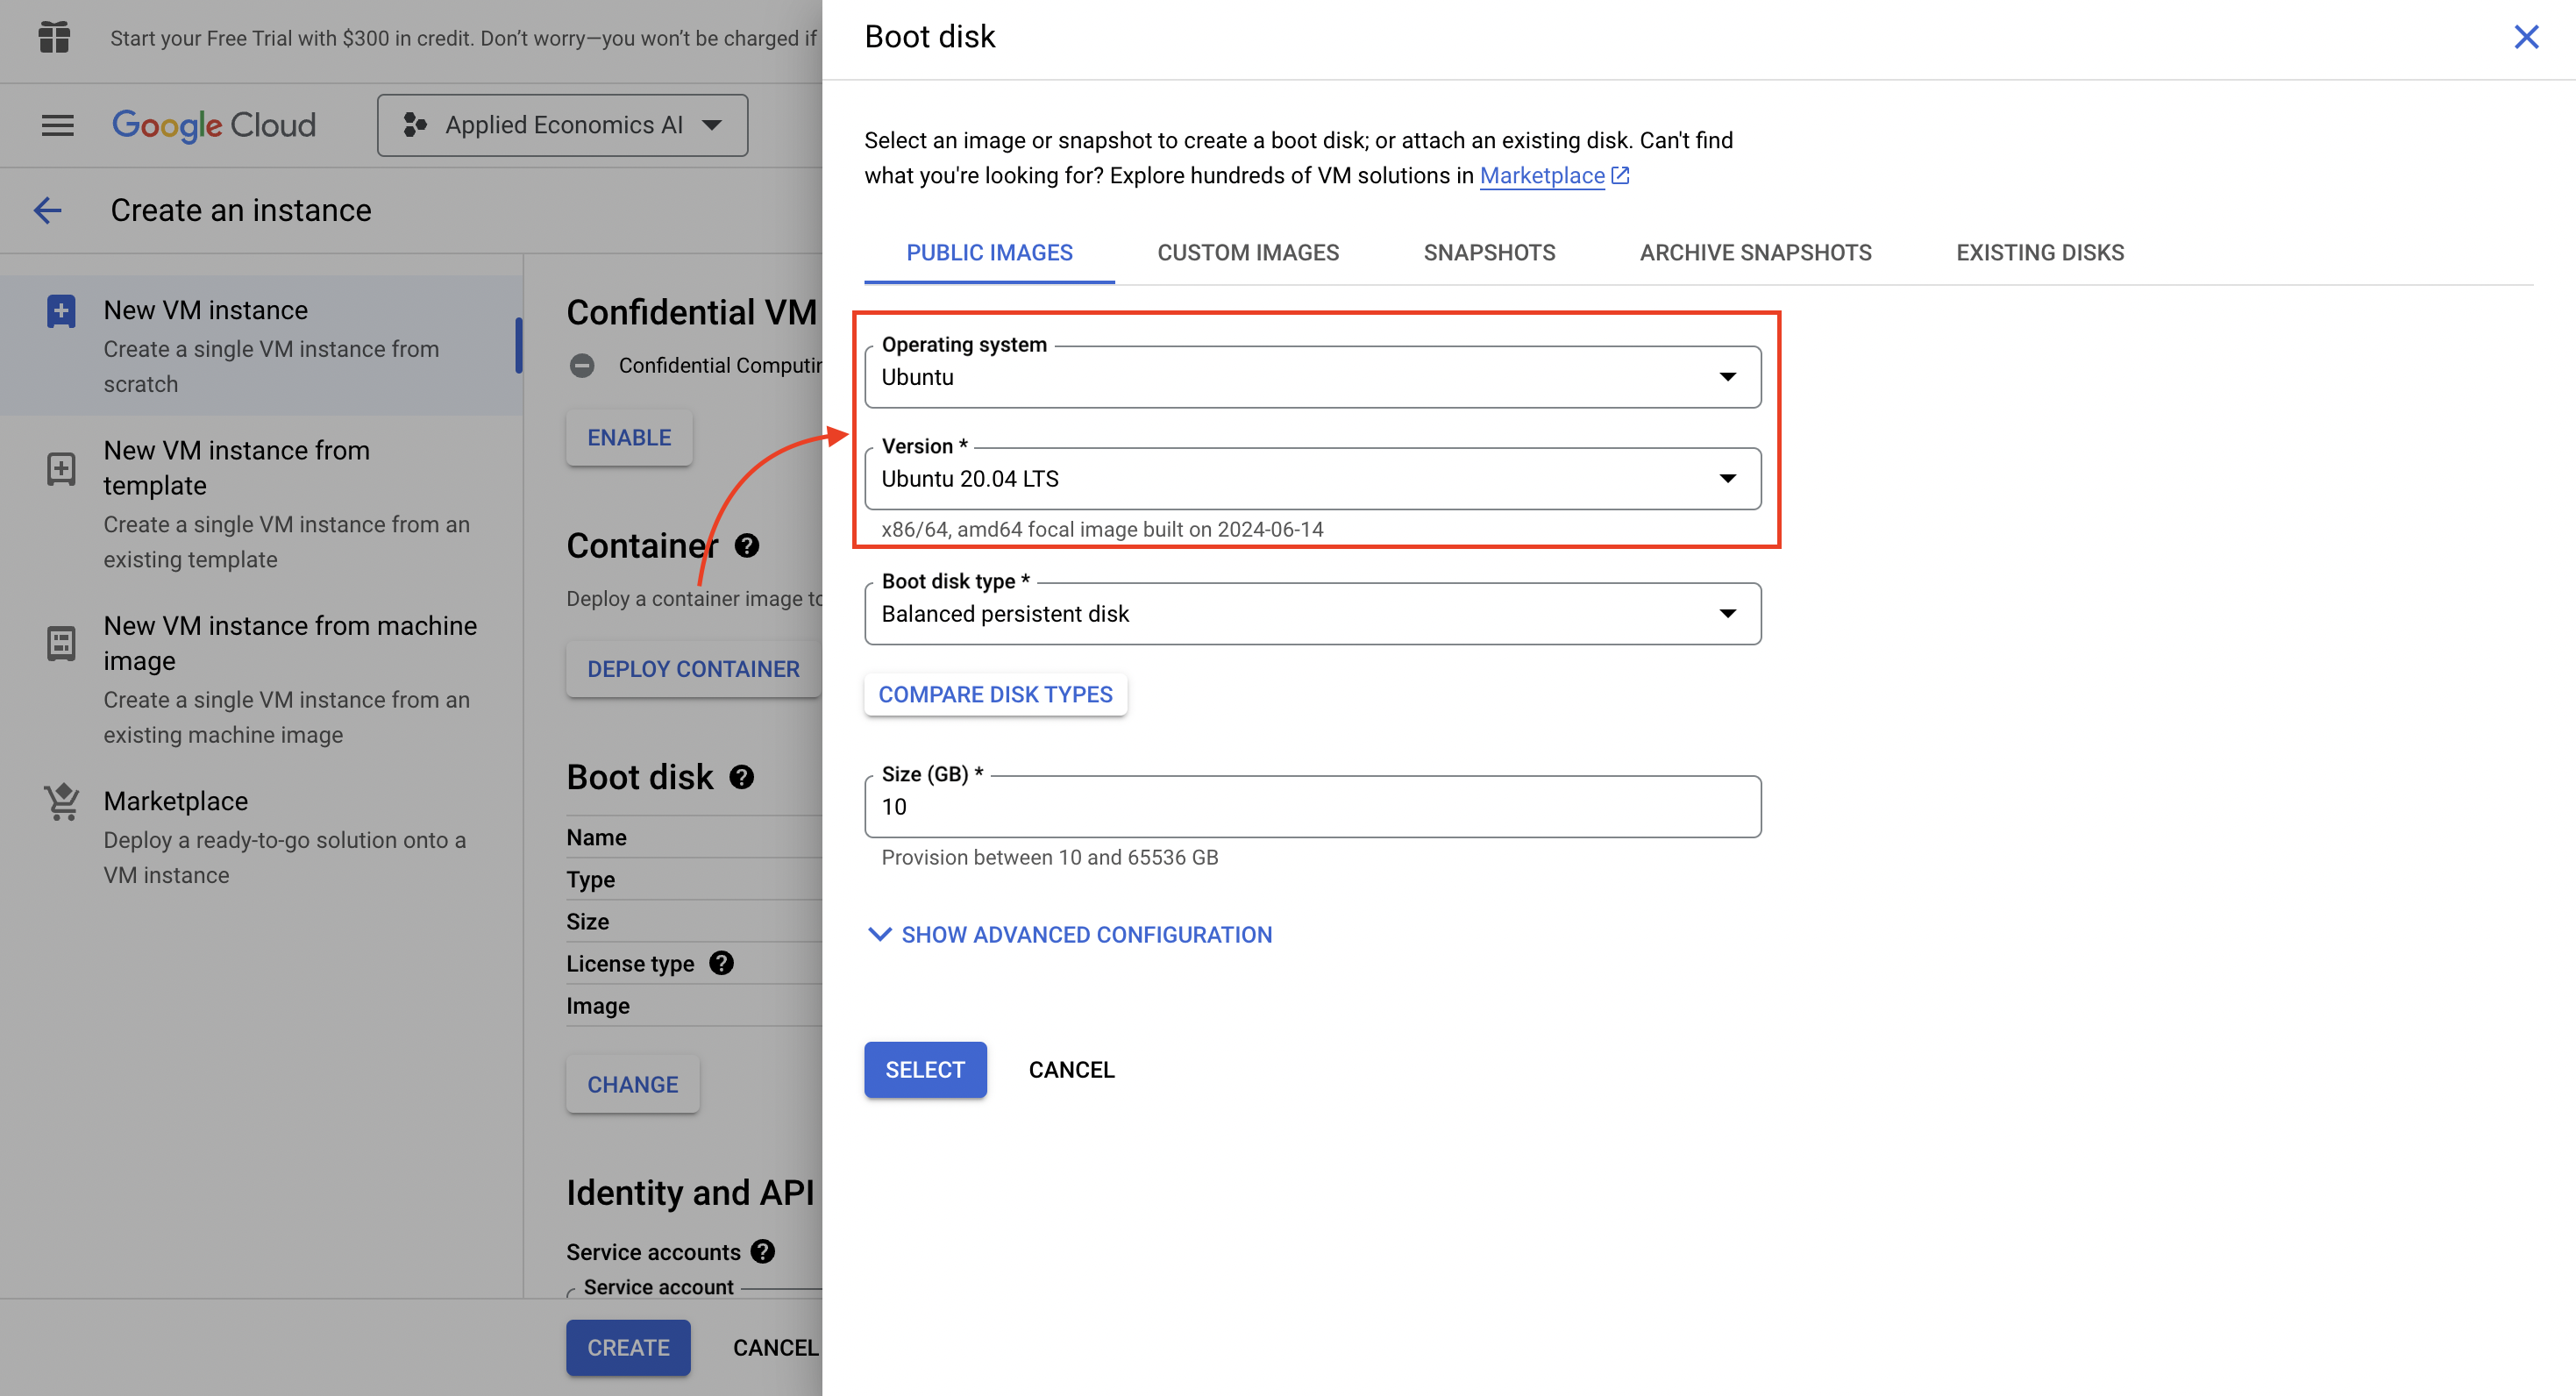 Start your Free Trial with $300 in credit. Don’t worry—you won’t be charged if
Google Cloud
Applied Economics AI
Create an instance
New VM instance
Create a single VM instance from
scratch
New VM instance from
template
Create a single VM instance from an
existing template
New VM instance from machine
image
Create a single VM instance from an
existing machine image
Marketplace
Deploy a ready-to-go solution onto a
VM instance
Confidential VM
Confidential Computin
ENABLE
Container
Deploy a container image to
DEPLOY CONTAINER
Boot disk
Name
Type
Size
License type
Image
CHANGE
Identity and API
Service accounts
Service account
CREATE
CANCEL
Boot disk
Select an image or snapshot to create a boot disk; or attach an existing disk. Can't find
what you're looking for? Explore hundreds of VM solutions in Marketplace
PUBLIC IMAGES
CUSTOM IMAGES
SNAPSHOTS
ARCHIVE SNAPSHOTS
EXISTING DISKS
Operating system
Ubuntu
Version *
Ubuntu 20.04 LTS
x86/64, amd64 focal image built on 2024-06-14
Boot disk type *
Balanced persistent disk
COMPARE DISK TYPES
Size (GB) *
10
Provision between 10 and 65536 GB
SHOW ADVANCED CONFIGURATION
SELECT
CANCEL